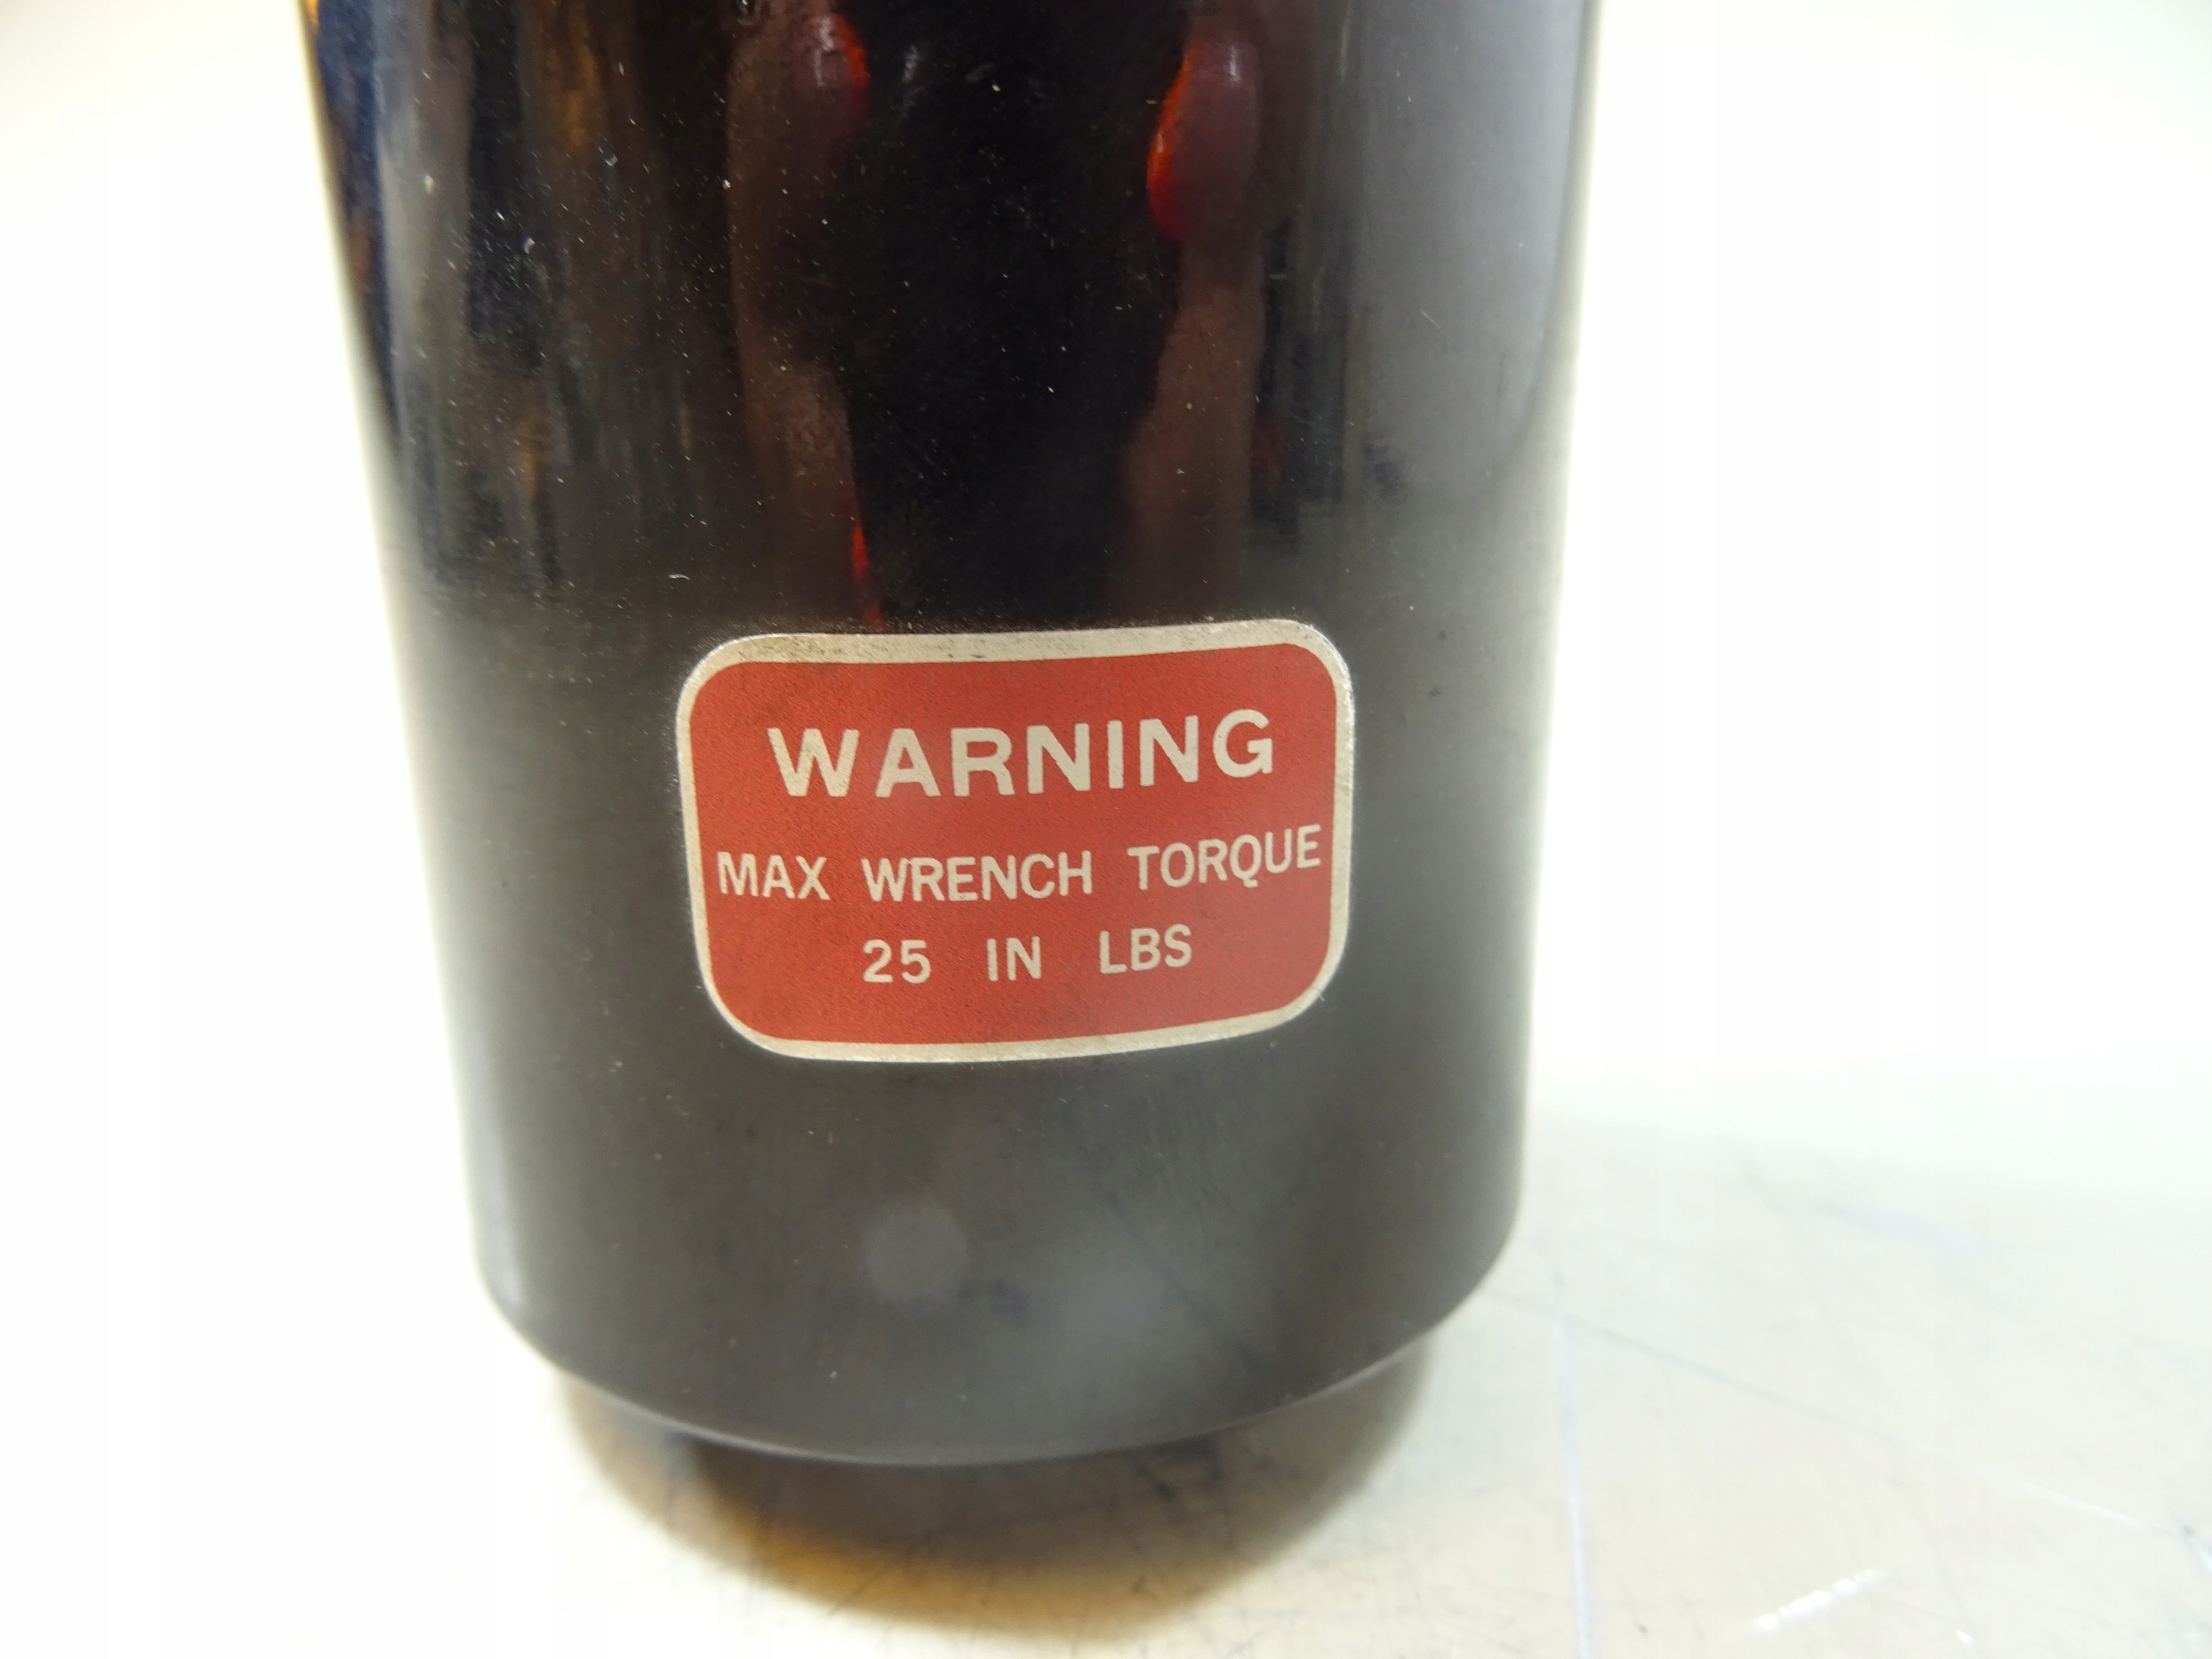 WARNING
MAX WRENCH TORQUE
25 IN LBS